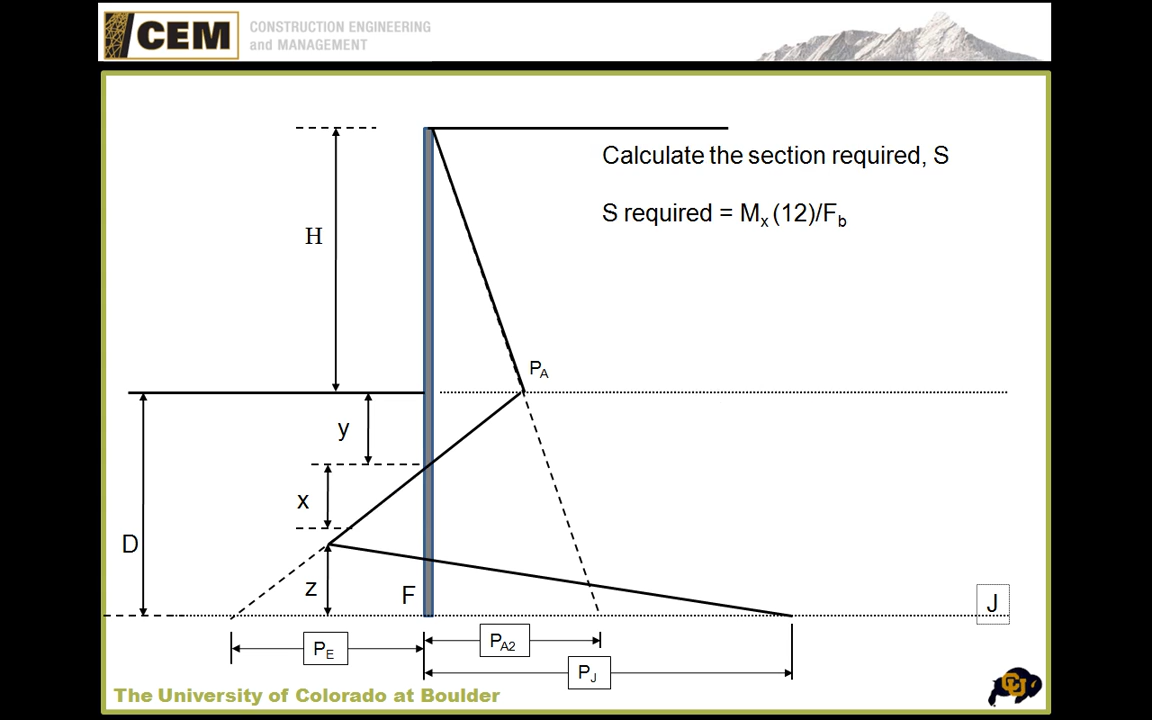 CEM
CONSTRUCTION ENGINEERING
and MANAGEMENT
Calculate the section required, S
S required = Mx (12)/Fb
H
PA
y
x
D
z
F
J
PE
PA2
PJ
The University of Colorado at Boulder
CU